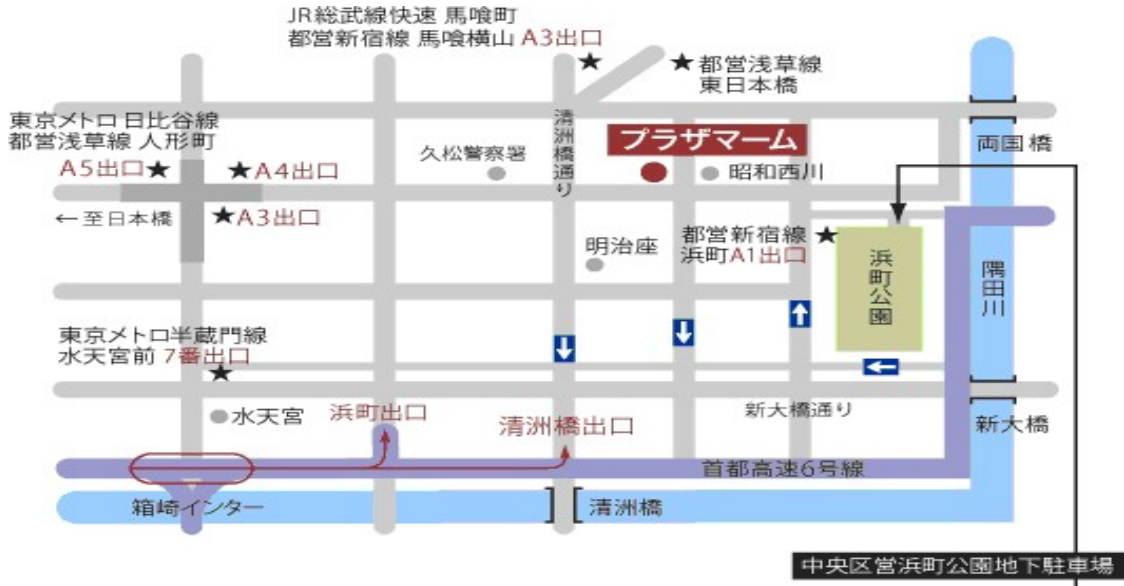 JR総武線快速 馬喰町
都営新宿線 馬喰横山 A3出口
都営浅草線
東日本橋
東京メトロ 日比谷線
都営浅草線 人形町
A5出口
A4出口
A3出口
←至日本橋
久松警察署
清洲橋通り
プラザマーム
昭和西川
両国橋
明治座
都営新宿線
浜町A1出口
浜町公園
隅田川
東京メトロ半蔵門線
水天宮前 7番出口
水天宮
浜町出口
清洲橋出口
新大橋通り
新大橋
首都高速6号線
箱崎インター
清洲橋
中央区営浜町公園地下駐車場